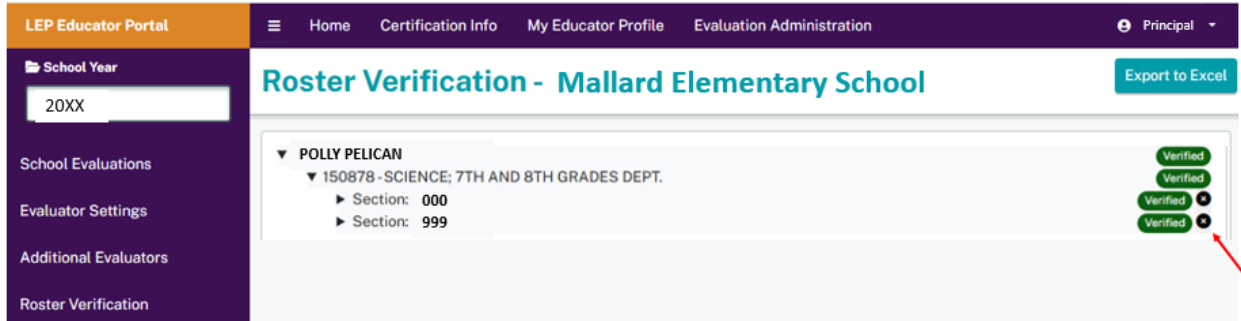 LEP Educator Portal
Home Certification Info My Educator Profile Evaluation Administration Principal
School Year
20XX
Roster Verification - Mallard Elementary School
Export to Excel
School Evaluations
Evaluator Settings
Additional Evaluators
Roster Verification
POLLY PELICAN Verified
150878 - SCIENCE; 7TH AND 8TH GRADES DEPT. Verified
Section: 000 Verified
Section: 999 Verified